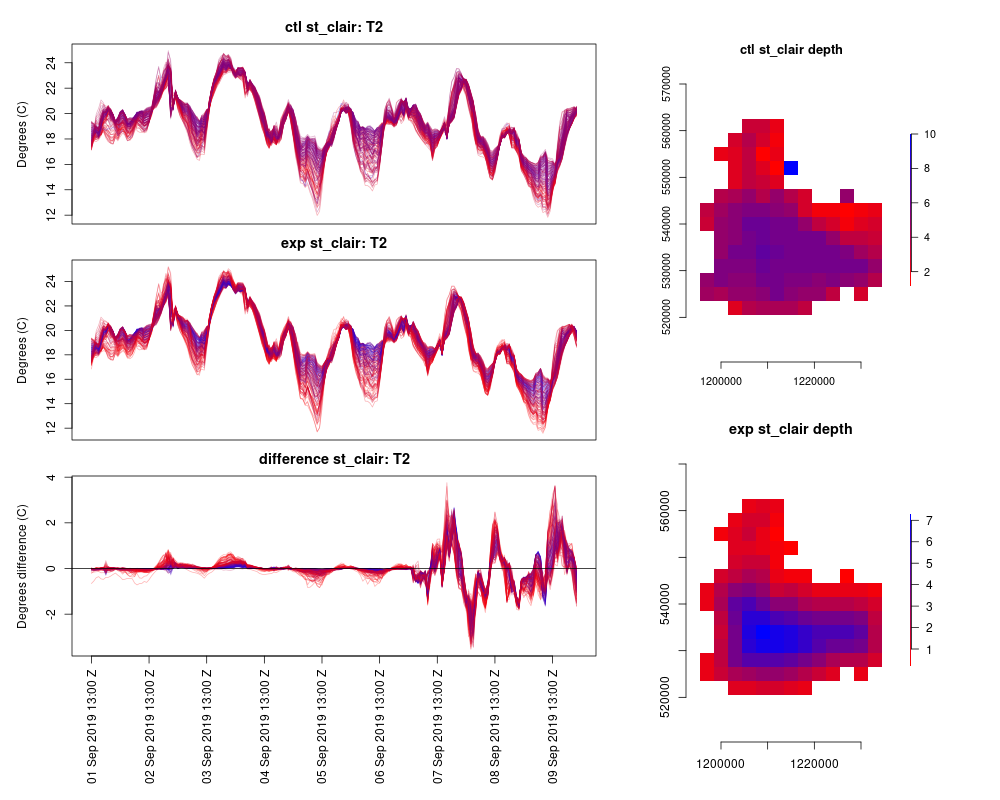 ctl st_clair: T2
Degrees (C)
12
14
16
18
20
22
24
exp st_clair: T2
Degrees (C)
12
14
16
18
20
22
24
difference st_clair: T2
Degrees difference (C)
-2
0
2
4
01 Sep 2019 13:00 Z
02 Sep 2019 13:00 Z
03 Sep 2019 13:00 Z
04 Sep 2019 13:00 Z
05 Sep 2019 13:00 Z
06 Sep 2019 13:00 Z
07 Sep 2019 13:00 Z
08 Sep 2019 13:00 Z
09 Sep 2019 13:00 Z
ctl st_clair depth
520000
530000
540000
550000
560000
570000
1200000
1220000
10
8
6
4
2
exp st_clair depth
520000
540000
560000
1200000
1220000
7
6
5
4
3
2
1